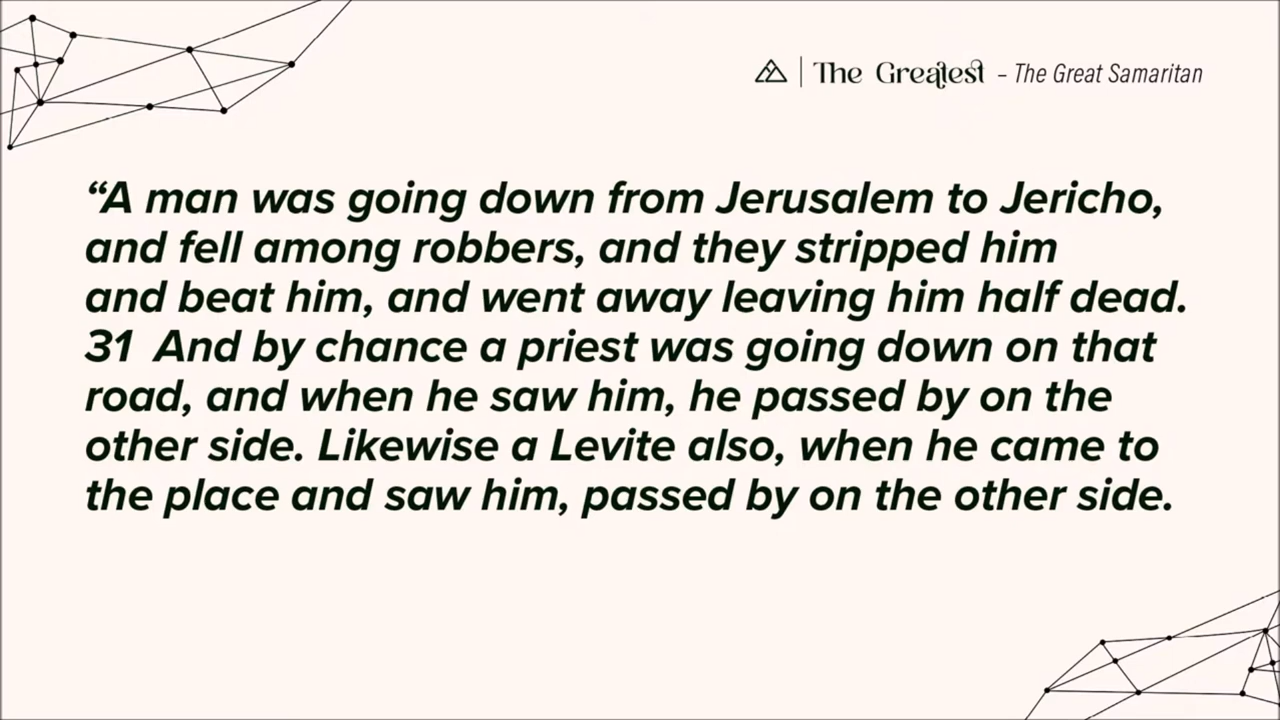 The Greatest – The Great Samaritan
“A man was going down from Jerusalem to Jericho,
and fell among robbers, and they stripped him
and beat him, and went away leaving him half dead.
31 And by chance a priest was going down on that
road, and when he saw him, he passed by on the
other side. Likewise a Levite also, when he came to
the place and saw him, passed by on the other side.